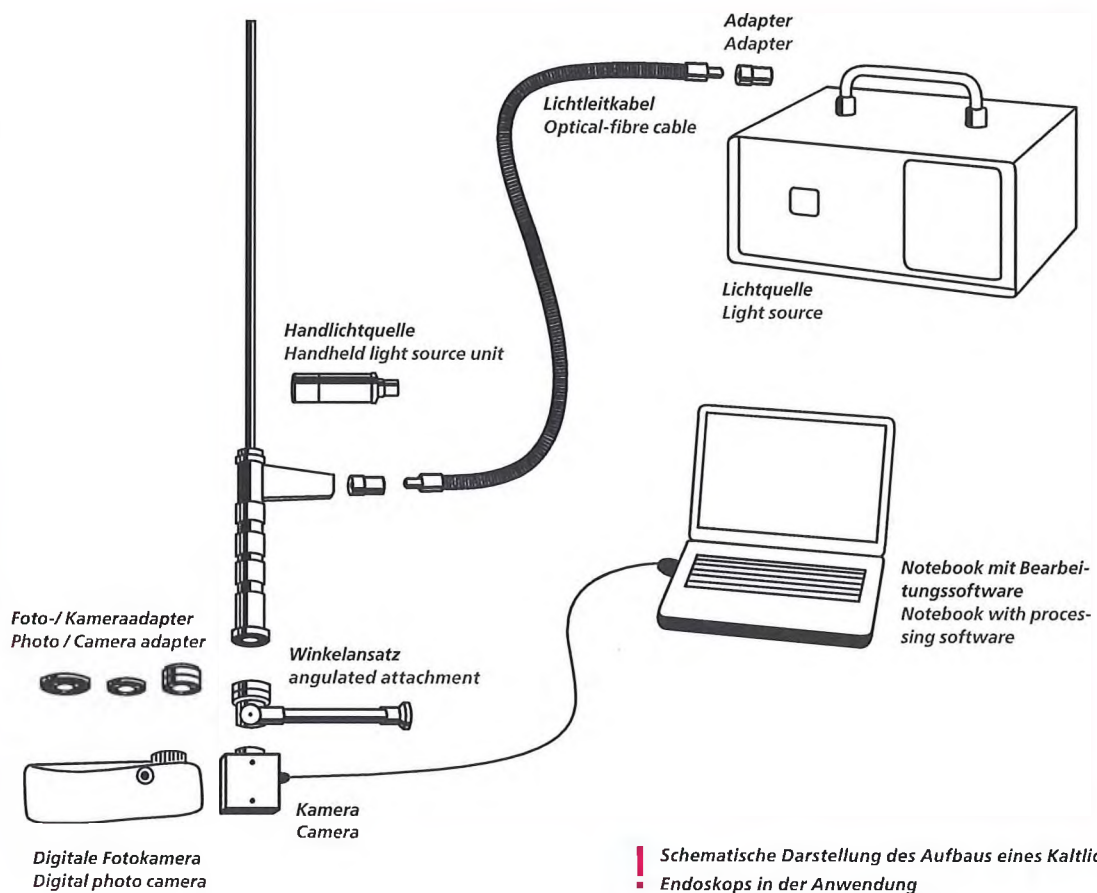 Adapter
Adapter
Lichtleitkabel
Optical-fibre cable
Lichtquelle
Light source
Handlichtquelle
Handheld light source unit
Notebook mit Bearbei-
tungssoftware
Notebook with proces-
sing software
Foto-/ Kameraadapter
Photo / Camera adapter
Winkelansatz
angulated attachment
Kamera
Camera
Digitale Fotokamera
Digital photo camera
! Schematische Darstellung des Aufbaus eines
Endoskops in der Anwendung